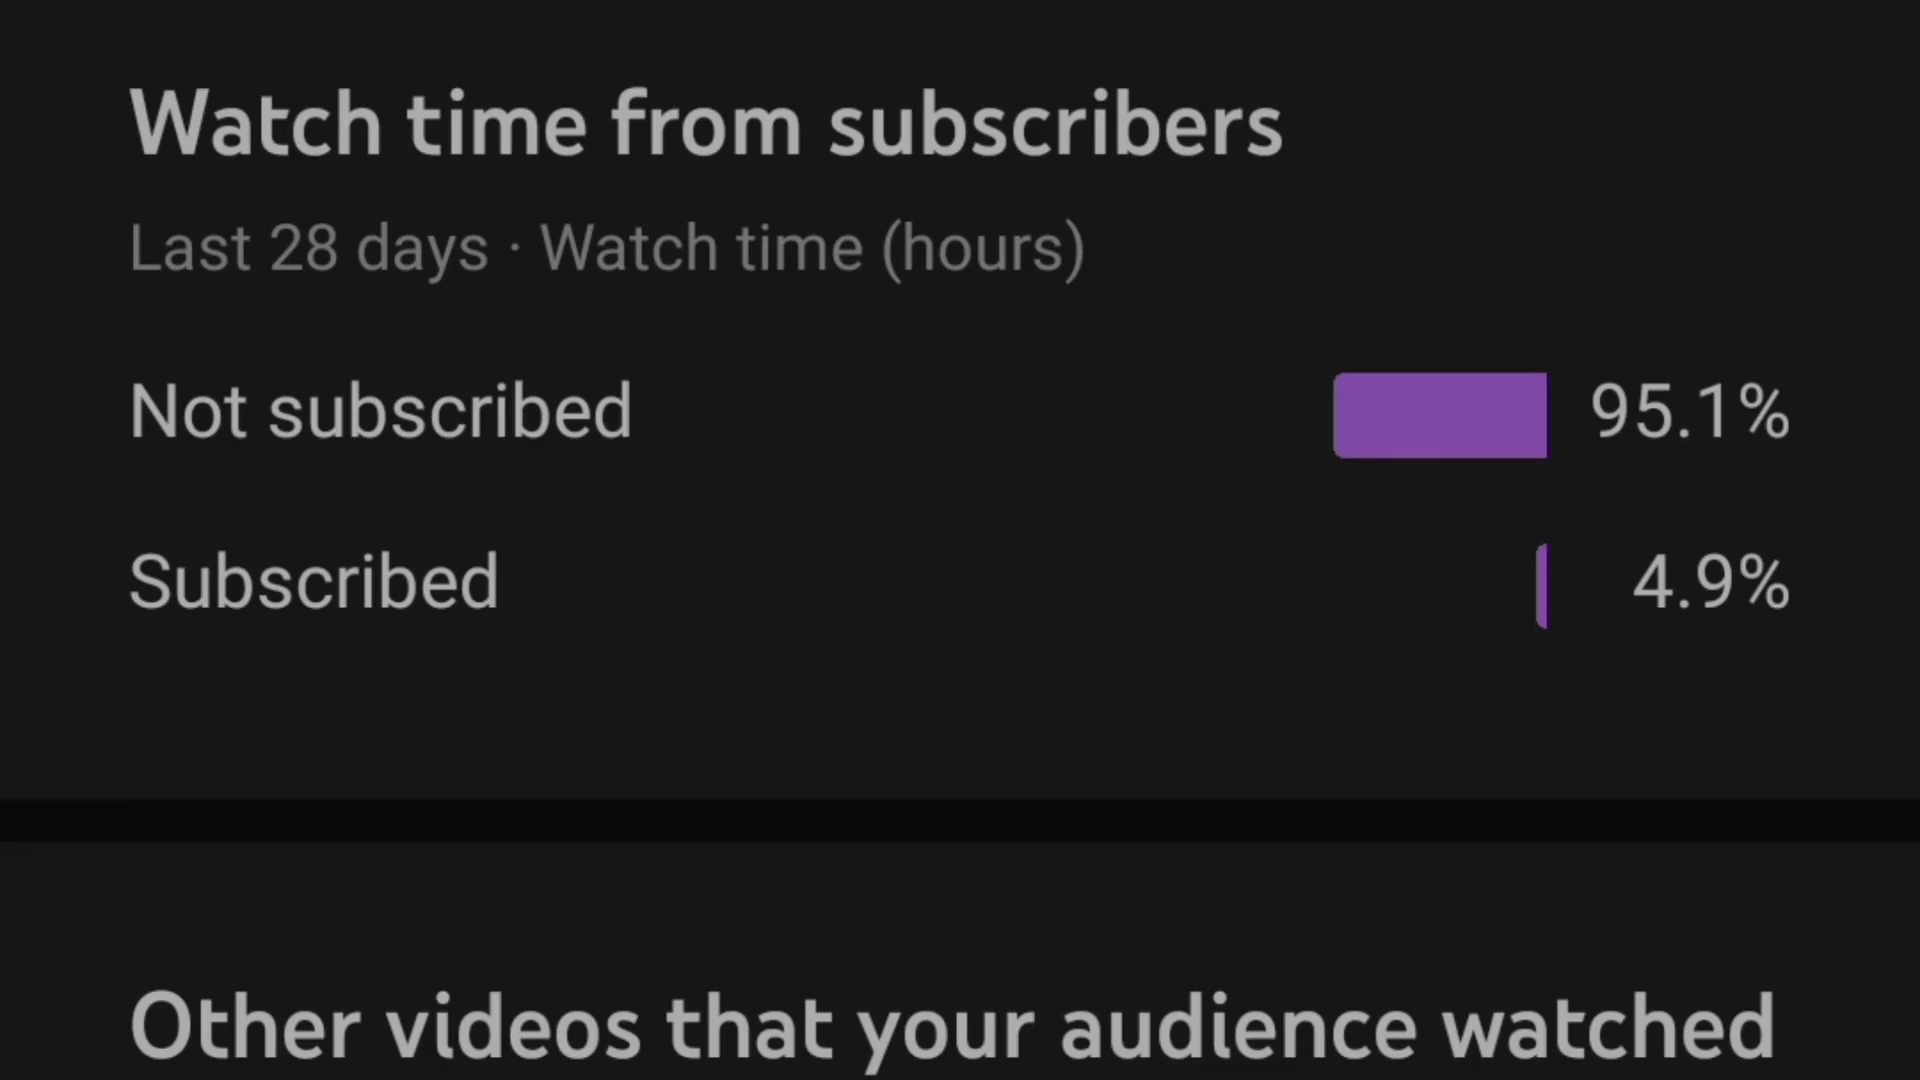 Watch time from subscribers
Last 28 days · Watch time (hours)
Not subscribed 95.1%
Subscribed 4.9%
Other videos that your audience watched